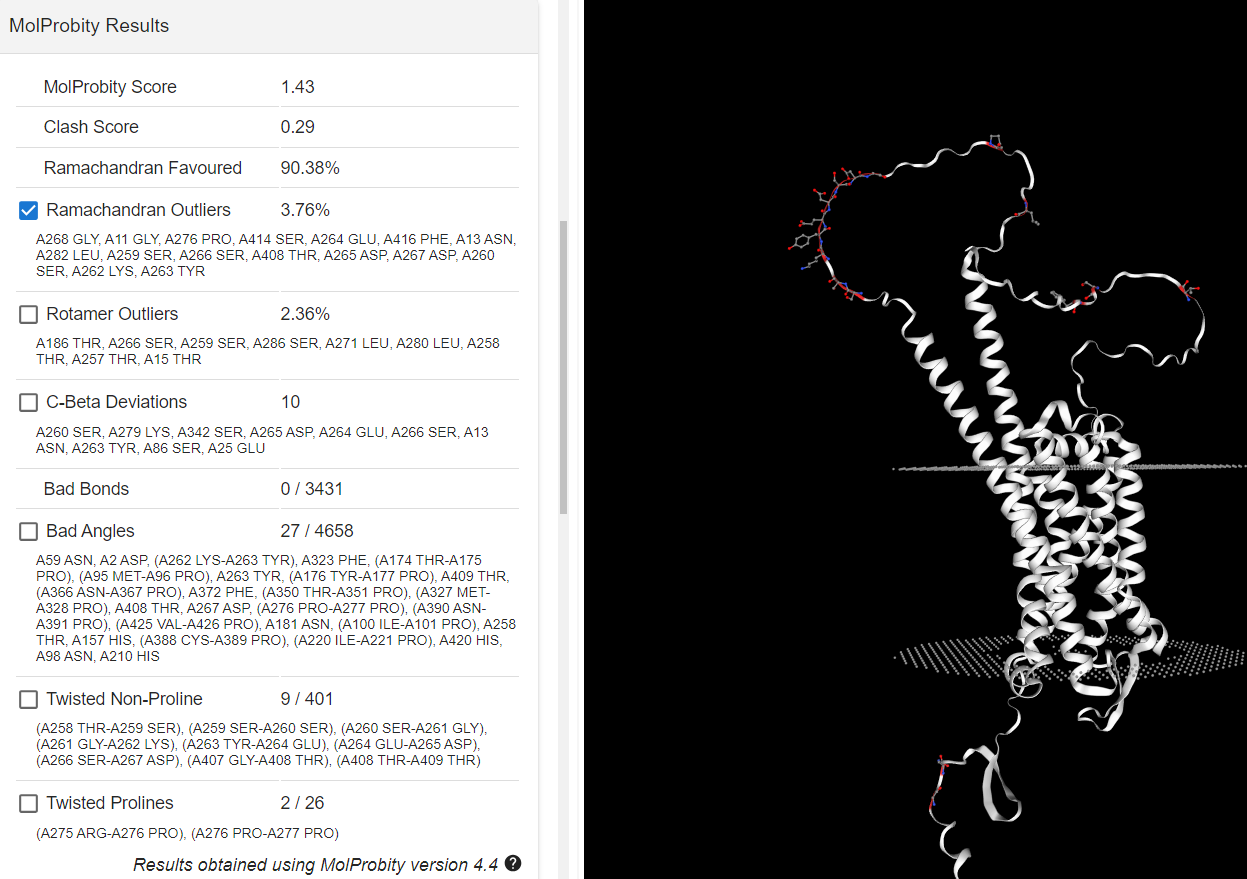 MolProbity Results
MolProbity Score 1.43
Clash Score 0.29
Ramachandran Favoured 90.38%
Ramachandran Outliers 3.76%
A268 GLY, A11 GLY, A276 PRO, A414 SER, A264 GLU, A416 PHE, A13 ASN,
A282 LEU, A259 SER, A266 SER, A408 THR, A265 ASP, A267 ASP, A260
SER, A262 LYS, A263 TYR
Rotamer Outliers 2.36%
A186 THR, A266 SER, A259 SER, A286 SER, A271 LEU, A280 LEU, A258
THR, A257 THR, A15 THR
C-Beta Deviations 10
A260 SER, A279 LYS, A342 SER, A265 ASP, A264 GLU, A266 SER, A13
ASN, A263 TYR, A86 SER, A25 GLU
Bad Bonds 0 / 3431
Bad Angles 27 / 4658
A59 ASN, A2 ASP, (A262 LYS-A263 TYR), A323 PHE, (A174 THR-A175
PRO), (A95 MET-A96 PRO), A263 TYR, (A176 TYR-A177 PRO), A409 THR,
(A366 ASN-A367 PRO), A372 PHE, (A350 THR-A351 PRO), (A327 MET-
A328 PRO), A408 THR, A267 ASP, (A276 PRO-A277 PRO), (A390 ASN-
A391 PRO), (A425 VAL-A426 PRO), A181 ASN, (A100 ILE-A101 PRO), A258
THR, A157 HIS, (A388 CYS-A389 PRO), (A220 ILE-A221 PRO), A420 HIS,
A98 ASN, A210 HIS
Twisted Non-Proline 9 / 401
(A258 THR-A259 SER), (A259 SER-A260 SER), (A260 SER-A261 GLY),
(A261 GLY-A262 LYS), (A263 TYR-A264 GLU), (A264 GLU-A265 ASP),
(A266 SER-A267 ASP), (A407 GLY-A408 THR), (A408 THR-A409 THR)
Twisted Prolines 2 / 26
(A275 ARG-A276 PRO), (A276 PRO-A277 PRO)
Results obtained using MolProbity version 4.4 ?